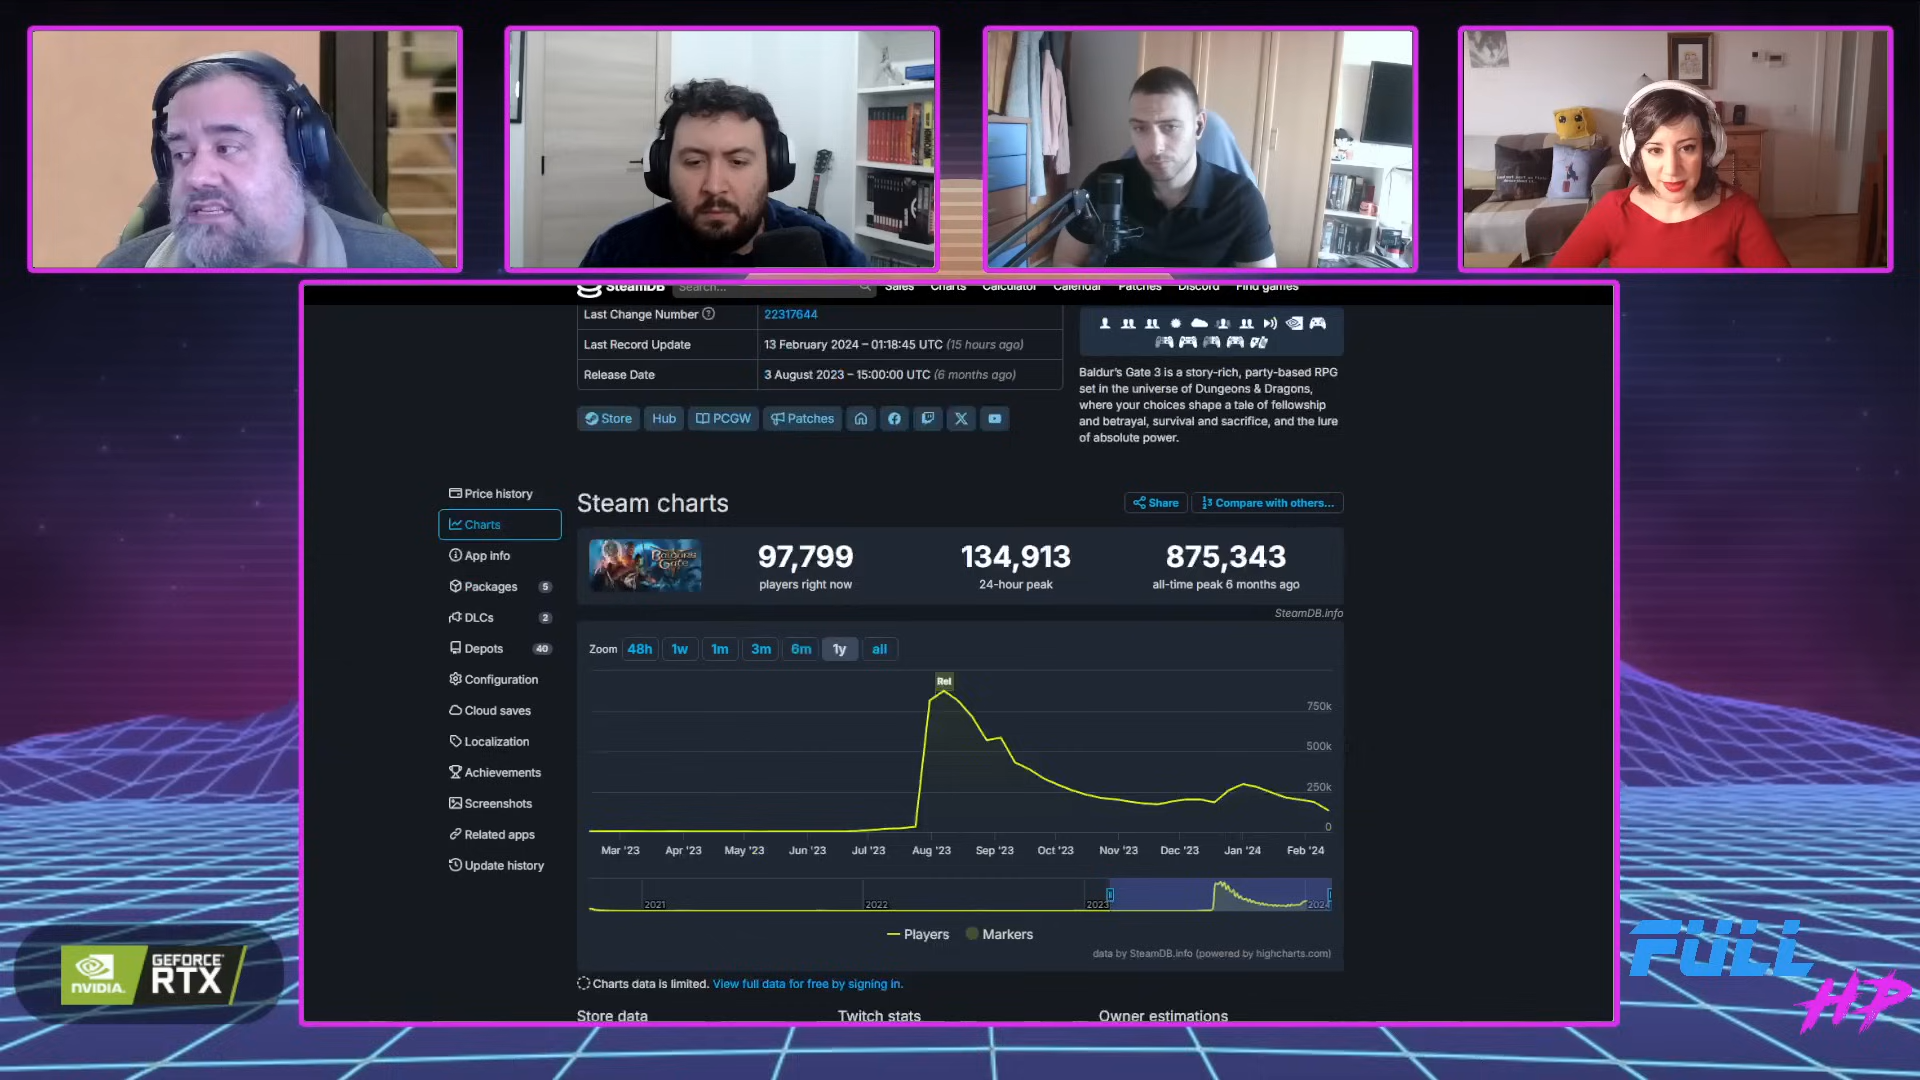 SteamDB Search... Sales Charts Calculator Calendar Patches Discord Find games
Last Change Number 22317644
Last Record Update 13 February 2024 – 01:18:45 UTC (15 hours ago)
Release Date 3 August 2023 – 15:00:00 UTC (6 months ago)
Store Hub PCGW Patches
Baldur's Gate 3 is a story-rich, party-based RPG
set in the universe of Dungeons & Dragons,
where your choices shape a tale of fellowship
and betrayal, survival and sacrifice, and the lure
of absolute power.
Price history
Charts
App info
Packages 5
DLCs 2
Depots 40
Configuration
Cloud saves
Localization
Achievements
Screenshots
Related apps
Update history
Steam charts
Share
Compare with others...
BALDURS GATE
97,799
players right now
134,913
24-hour peak
875,343
all-time peak 6 months ago
SteamDB.info
Zoom 48h 1w 1m 3m 6m 1y all
Rel
750k
500k
250k
0
Mar '23 Apr '23 May '23 Jun '23 Jul '23 Aug '23 Sep '23 Oct '23 Nov '23 Dec '23 Jan '24 Feb '24
2021 2022 2023 2024
Players Markers
data by SteamDB.info (powered by highcharts.com)
Charts data is limited. View full data for free by signing in.
Store data Twitch stats Owner estimations
NVIDIA. GEFORCE RTX
FULL
HP